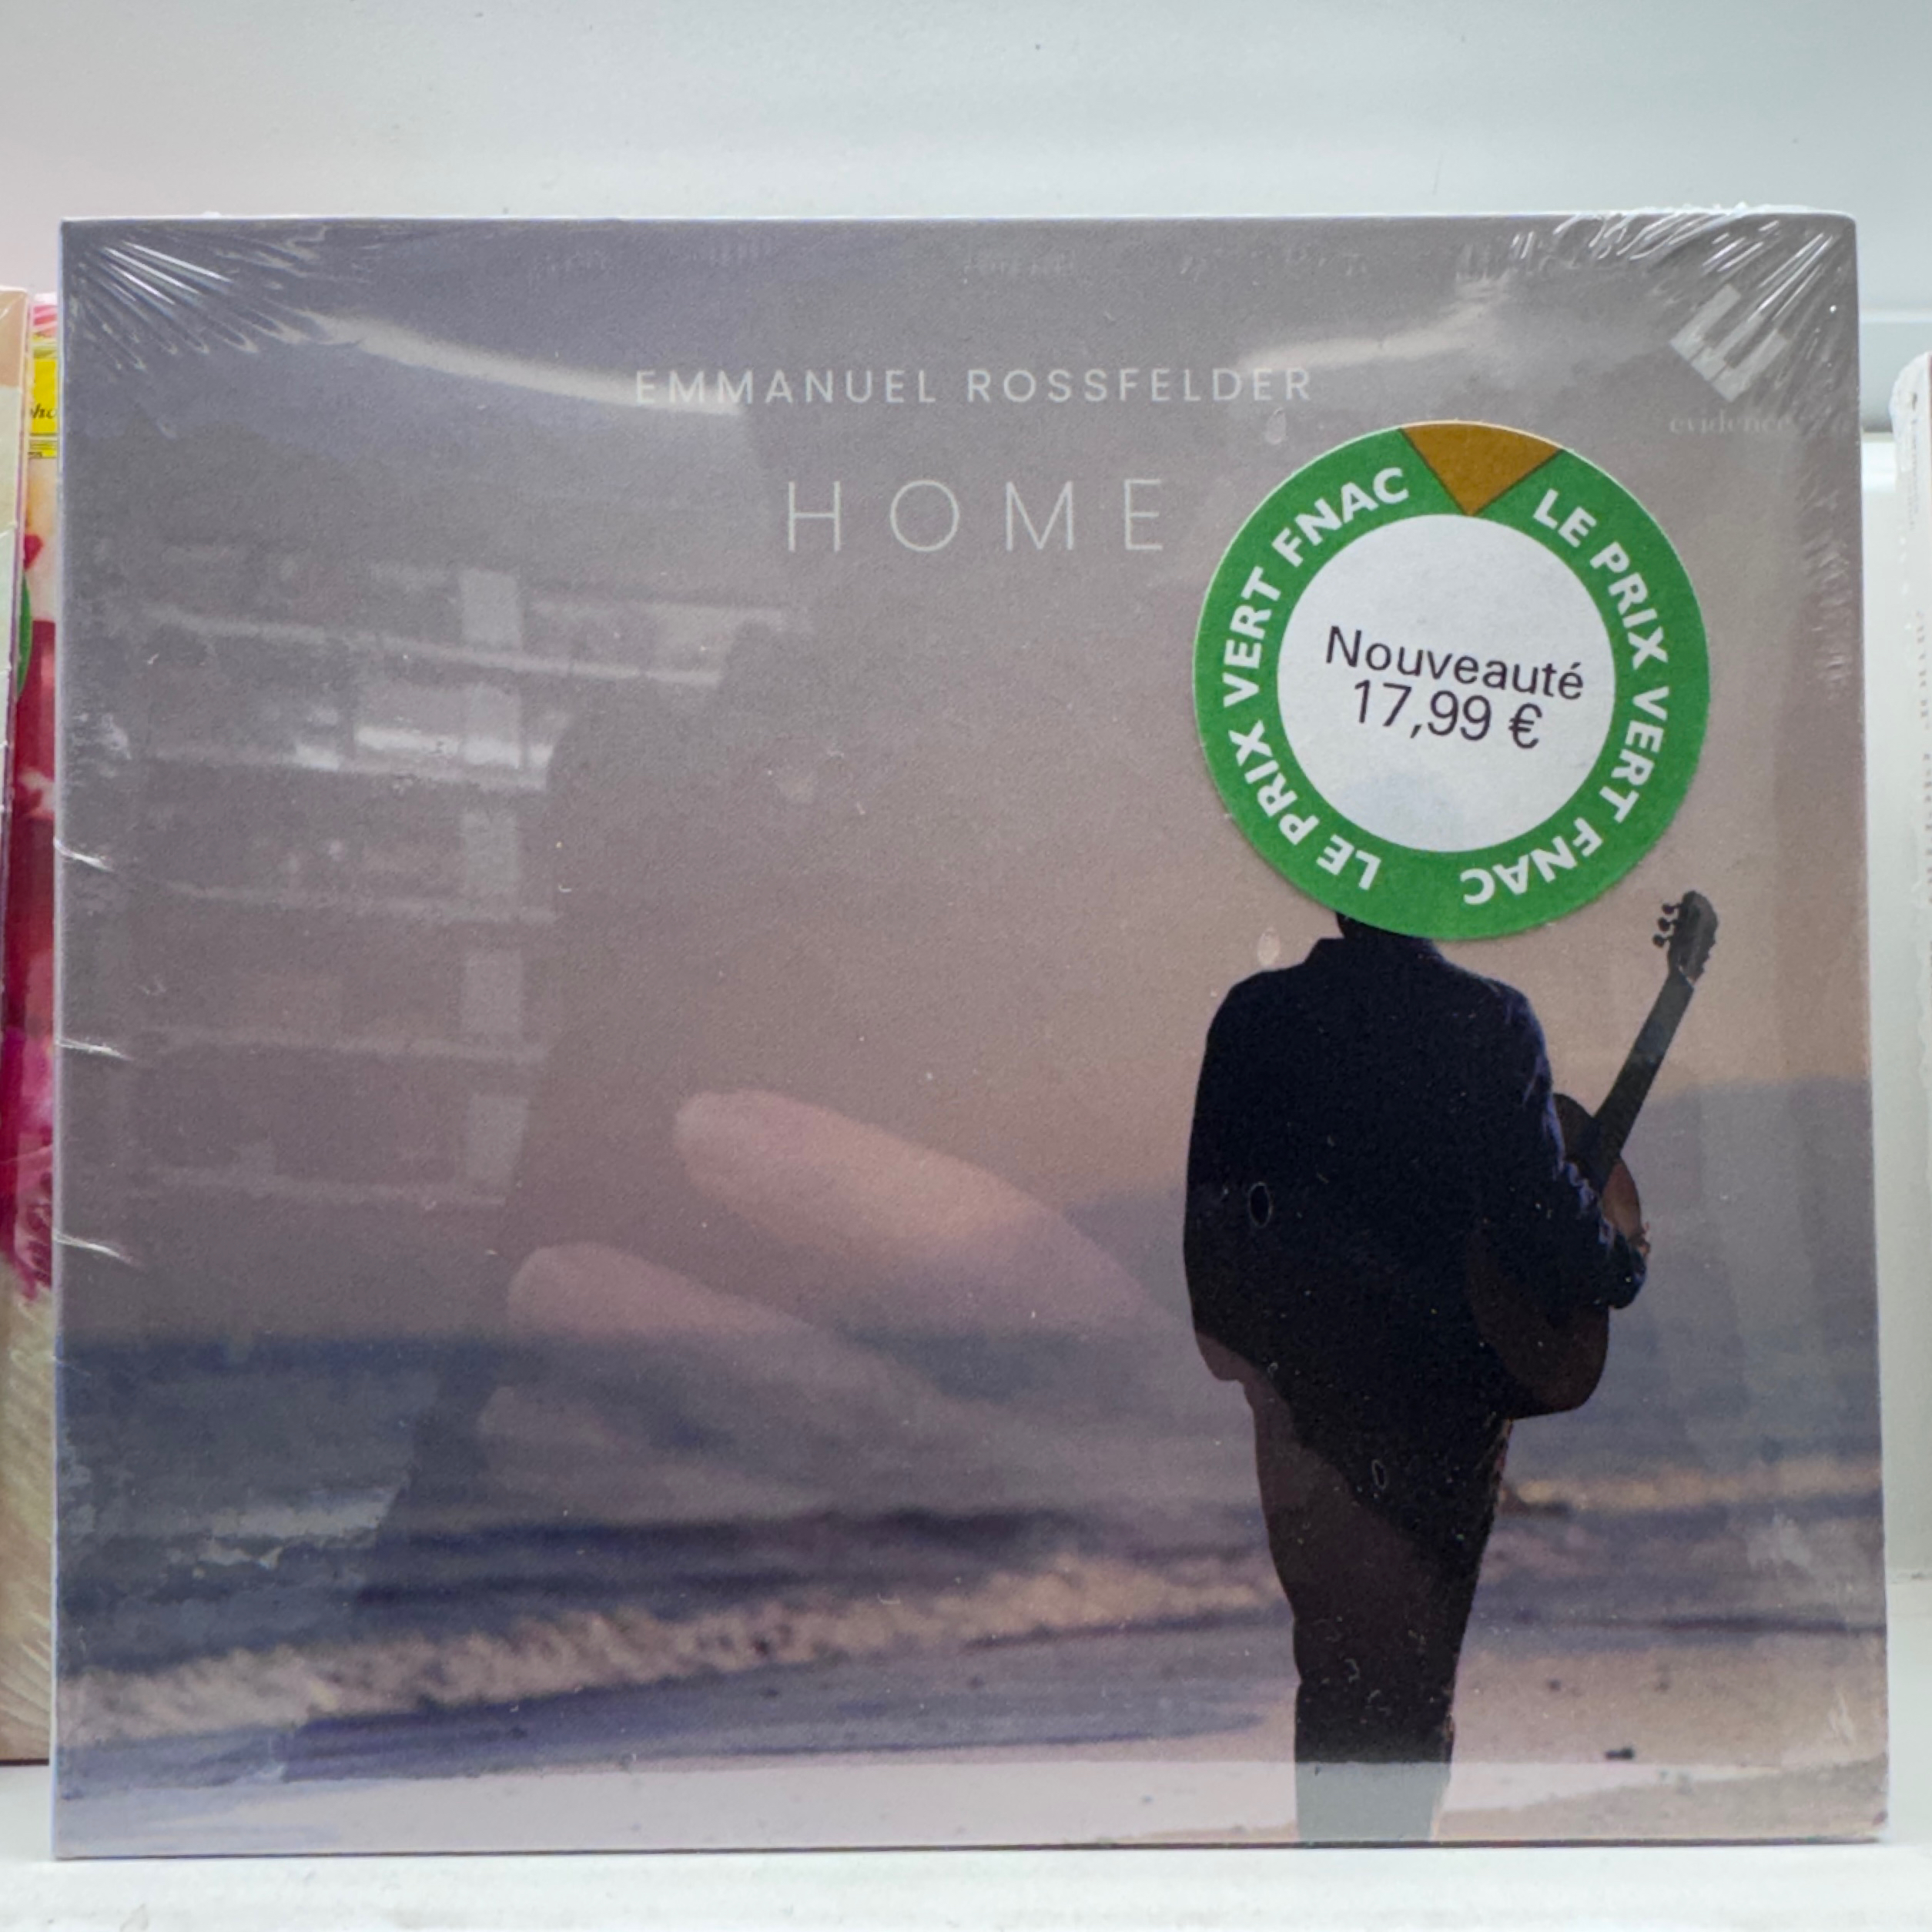 EMMANUEL ROSSFELDER
HOME
evidence
LE PRIX VERT FNAC
LE PRIX VERT FNAC
Nouveauté
17,99 €